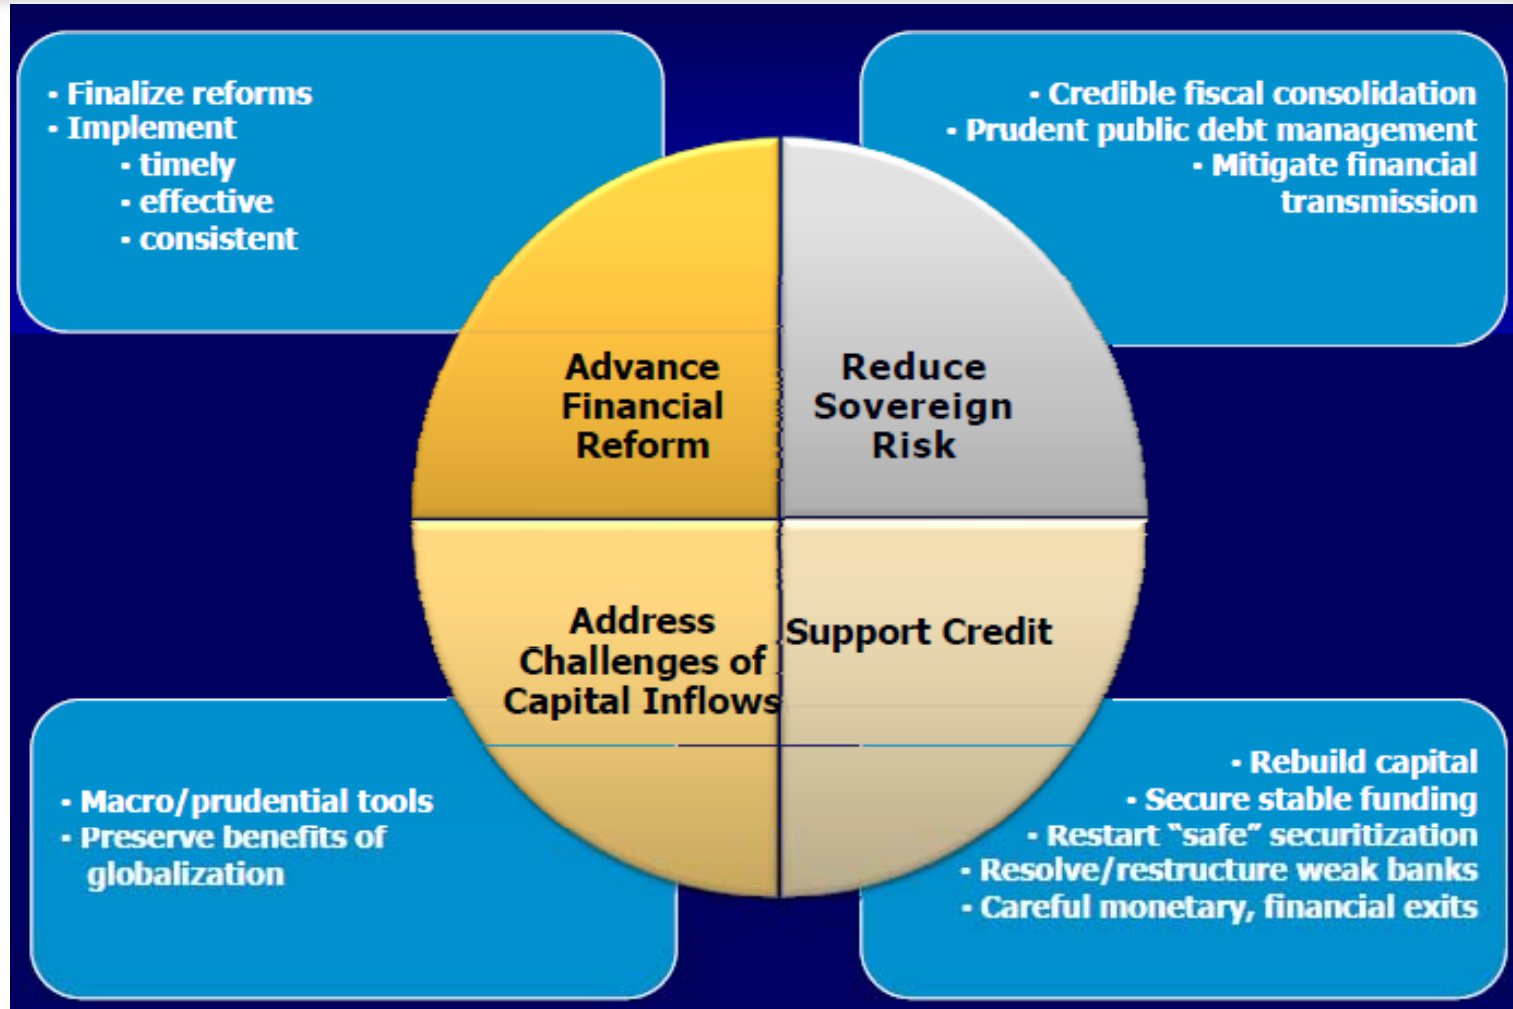 · Finalize reforms
· Implement
· timely
· effective
· consistent
· Credible fiscal consolidation
· Prudent public debt management
· Mitigate financial
transmission
Advance
Financial
Reform
Reduce
Sovereign
Risk
Address
Challenges of
Capital Inflows
Support Credit
· Macro/prudential tools
· Preserve benefits of
globalization
· Rebuild capital
· Secure stable funding
· Restart “safe” securitization
· Resolve/restructure weak banks
· Careful monetary, financial exits